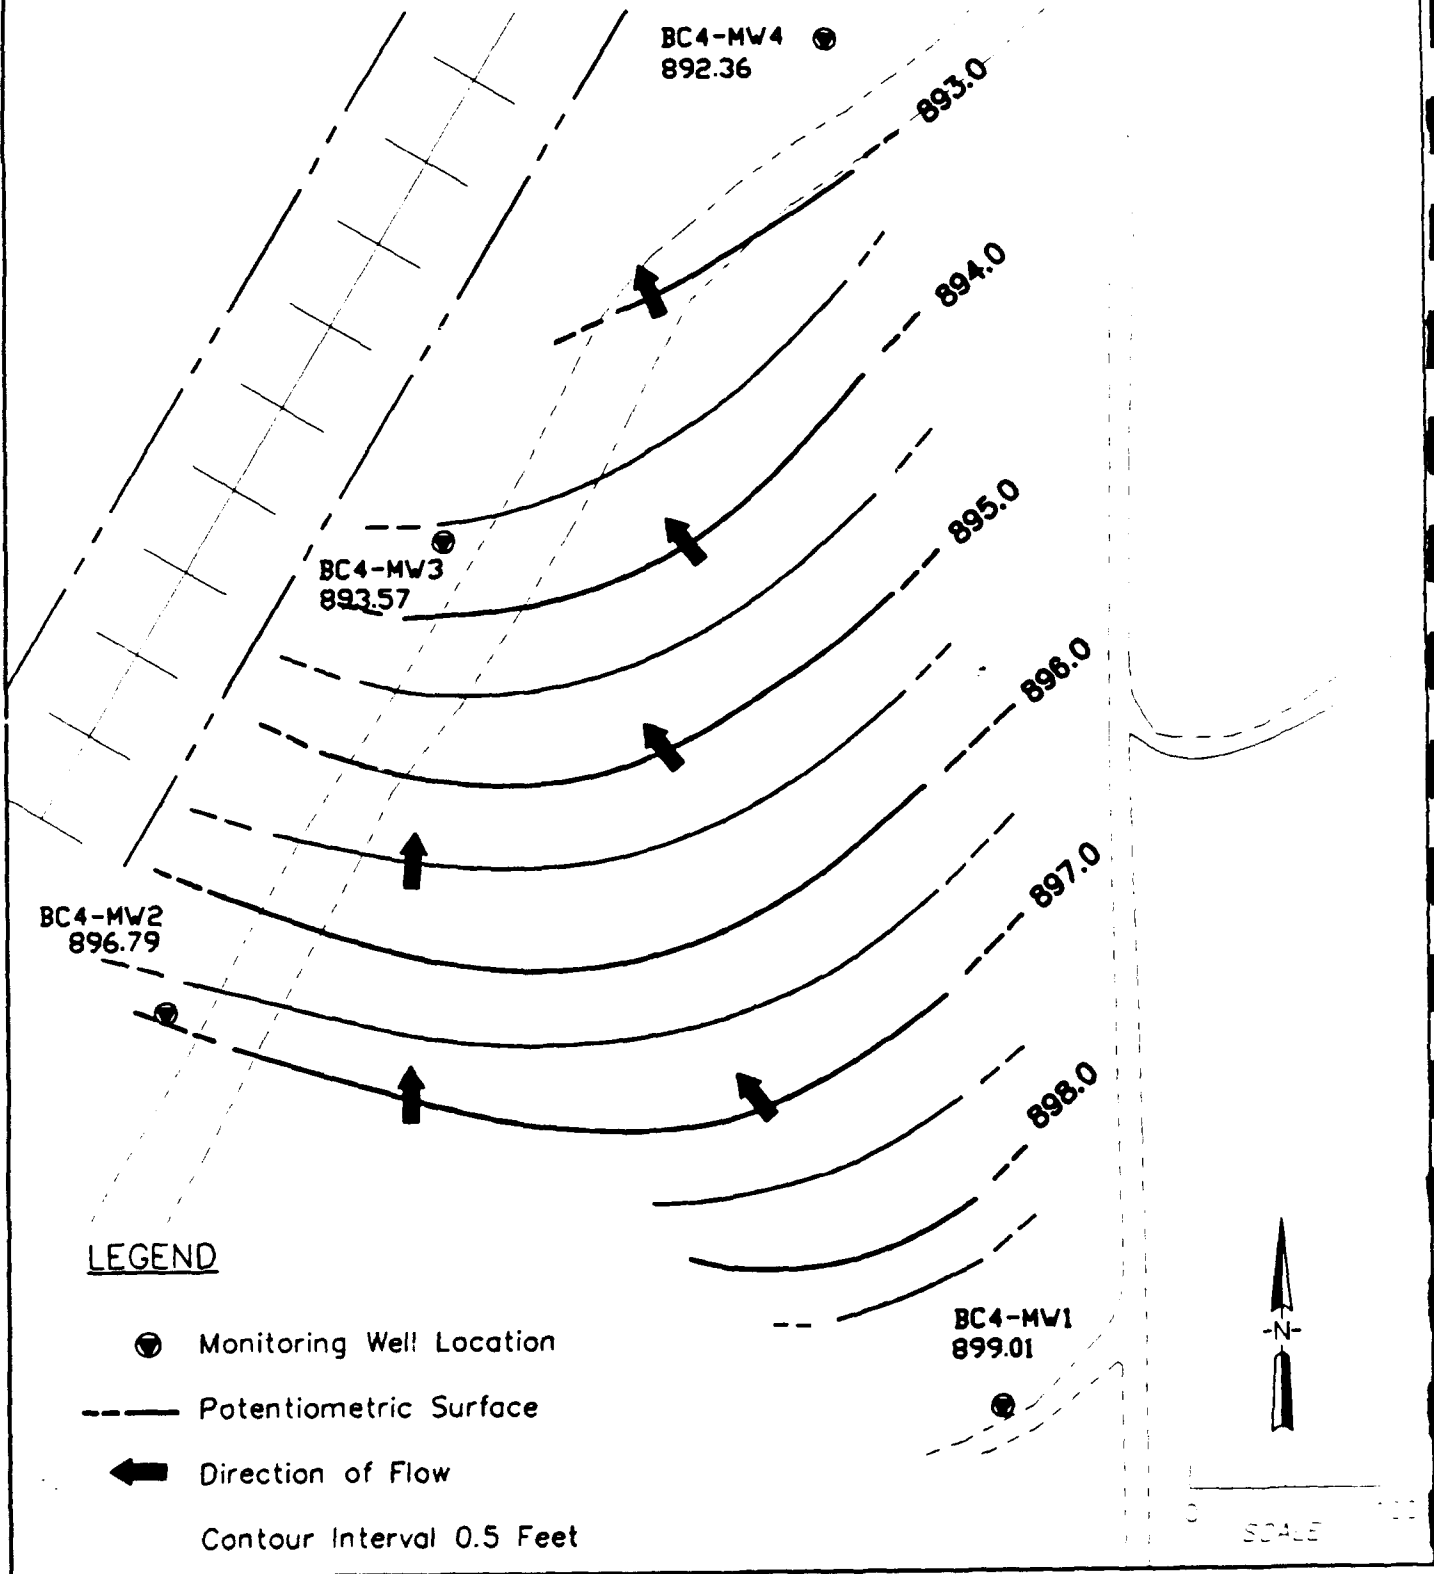 BC4-MW4
892.36
893.0
894.0
895.0
BC4-MW3
893.57
896.0
897.0
BC4-MW2
896.79
898.0
LEGEND
Monitoring Well Location
Potentiometric Surface
Direction of Flow
Contour Interval 0.5 Feet
BC4-MW1
899.01
-N-
0
SCALE